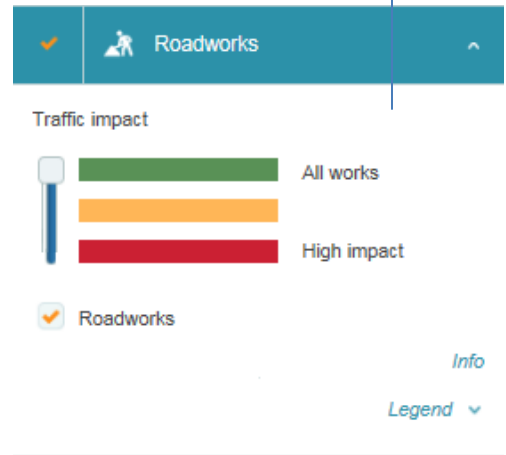 Roadworks
Traffic impact
All works
High impact
Roadworks
Info
Legend